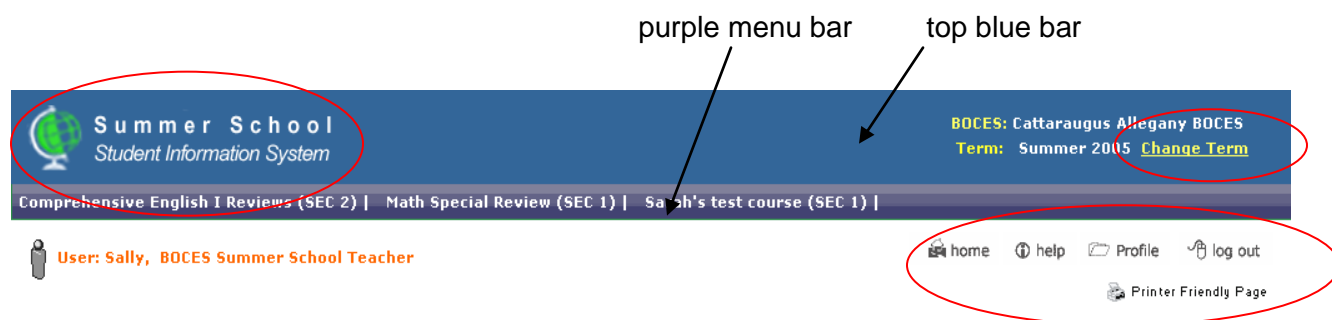 purple menu bar top blue bar
Summer School
Student Information System
BOCES: Cattaraugus Allegany BOCES
Term: Summer 2005 Change Term
Comprehensive English I Reviews (SEC 2) | Math Special Review (SEC 1) | Sarah's test course (SEC 1) |
User: Sally, BOCES Summer School Teacher
home help Profile log out
Printer Friendly Page